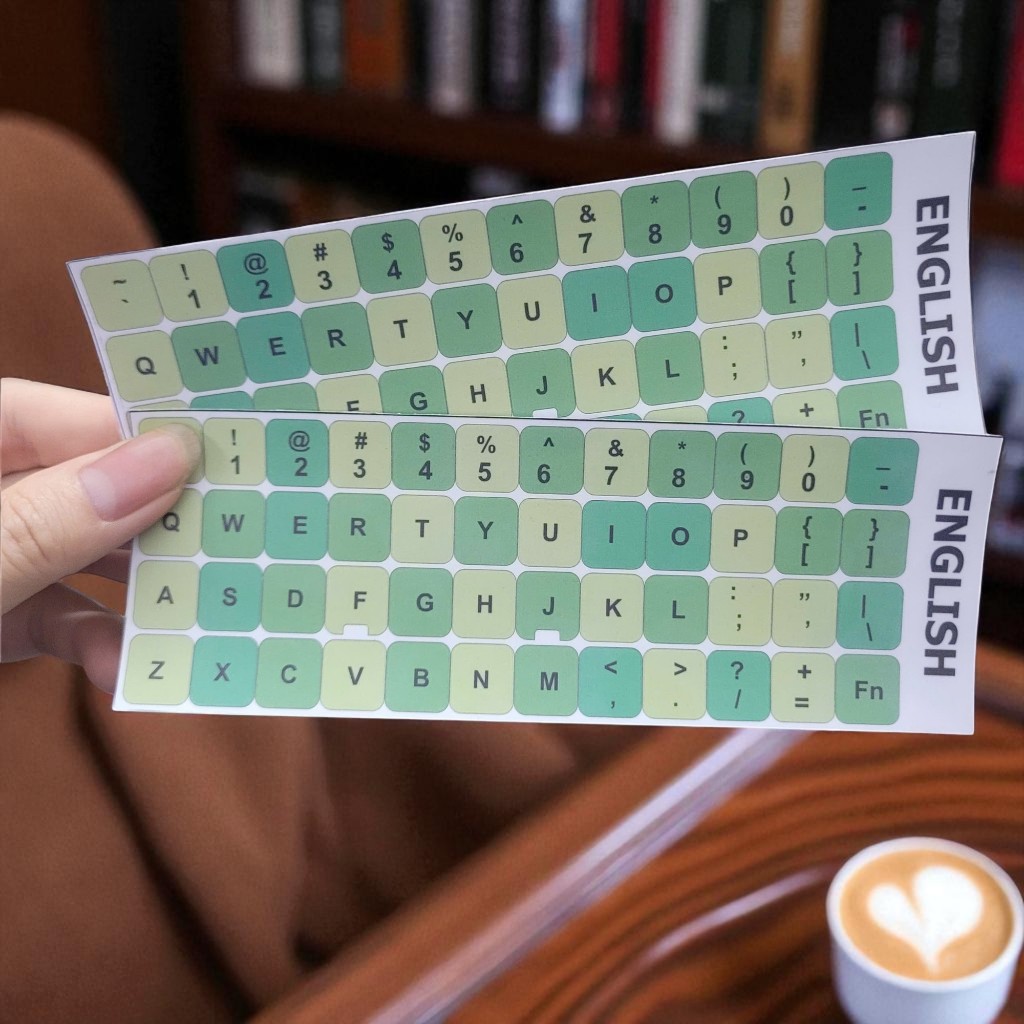 ~ ! @ # $ % ^ & * ( ) _
` 1 2 3 4 5 6 7 8 9 0 -
Q W E R T Y U I O P { }
[ ]
G H J K L : ” |
; , \
? + Fn
ENGLISH
! @ # $ % ^ & * ( ) _
1 2 3 4 5 6 7 8 9 0 -
Q W E R T Y U I O P { }
[ ]
A S D F G H J K L : ” |
; , \
Z X C V B N M < > ? + Fn
, . / =
ENGLISH